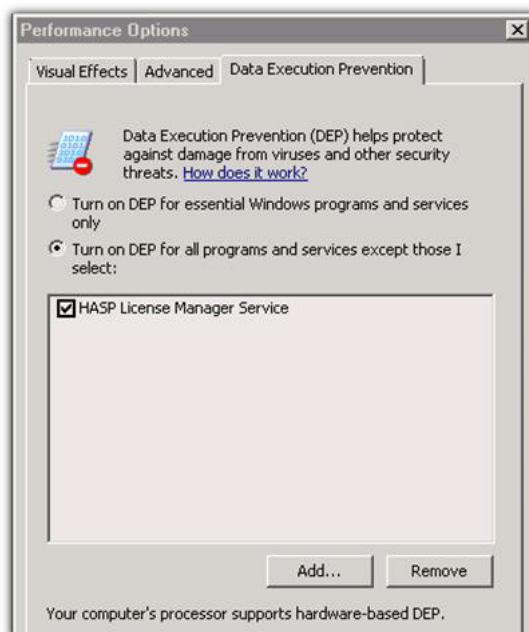 Performance Options
Visual Effects Advanced Data Execution Prevention
Data Execution Prevention (DEP) helps protect
against damage from viruses and other security
threats. How does it work?
Turn on DEP for essential Windows programs and services
only
Turn on DEP for all programs and services except those I
select:
HASP License Manager Service
Add... Remove
Your computer's processor supports hardware-based DEP.